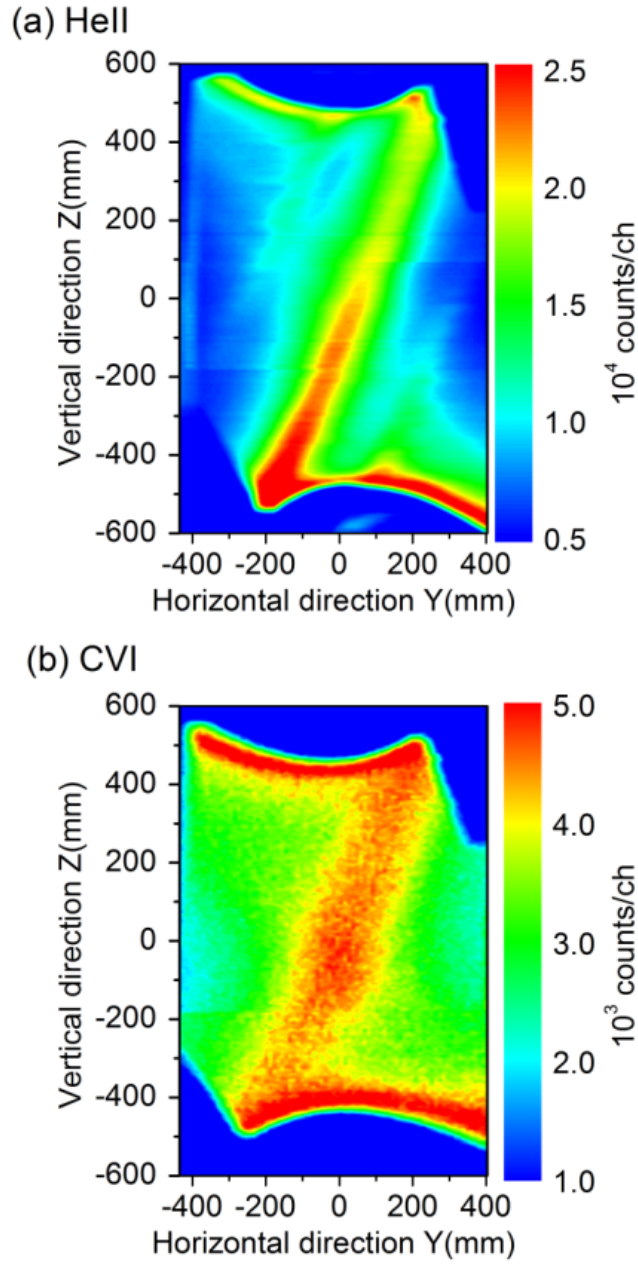 (a) HeII
600
400
200
0
-200
-400
-600
Vertical direction Z(mm)
-400 -200 0 200 400
Horizontal direction Y(mm)
2.5
2.0
1.5
1.0
0.5
10⁴ counts/ch
(b) CVI
600
400
200
0
-200
-400
-600
Vertical direction Z(mm)
-400 -200 0 200 400
Horizontal direction Y(mm)
5.0
4.0
3.0
2.0
1.0
10³ counts/ch